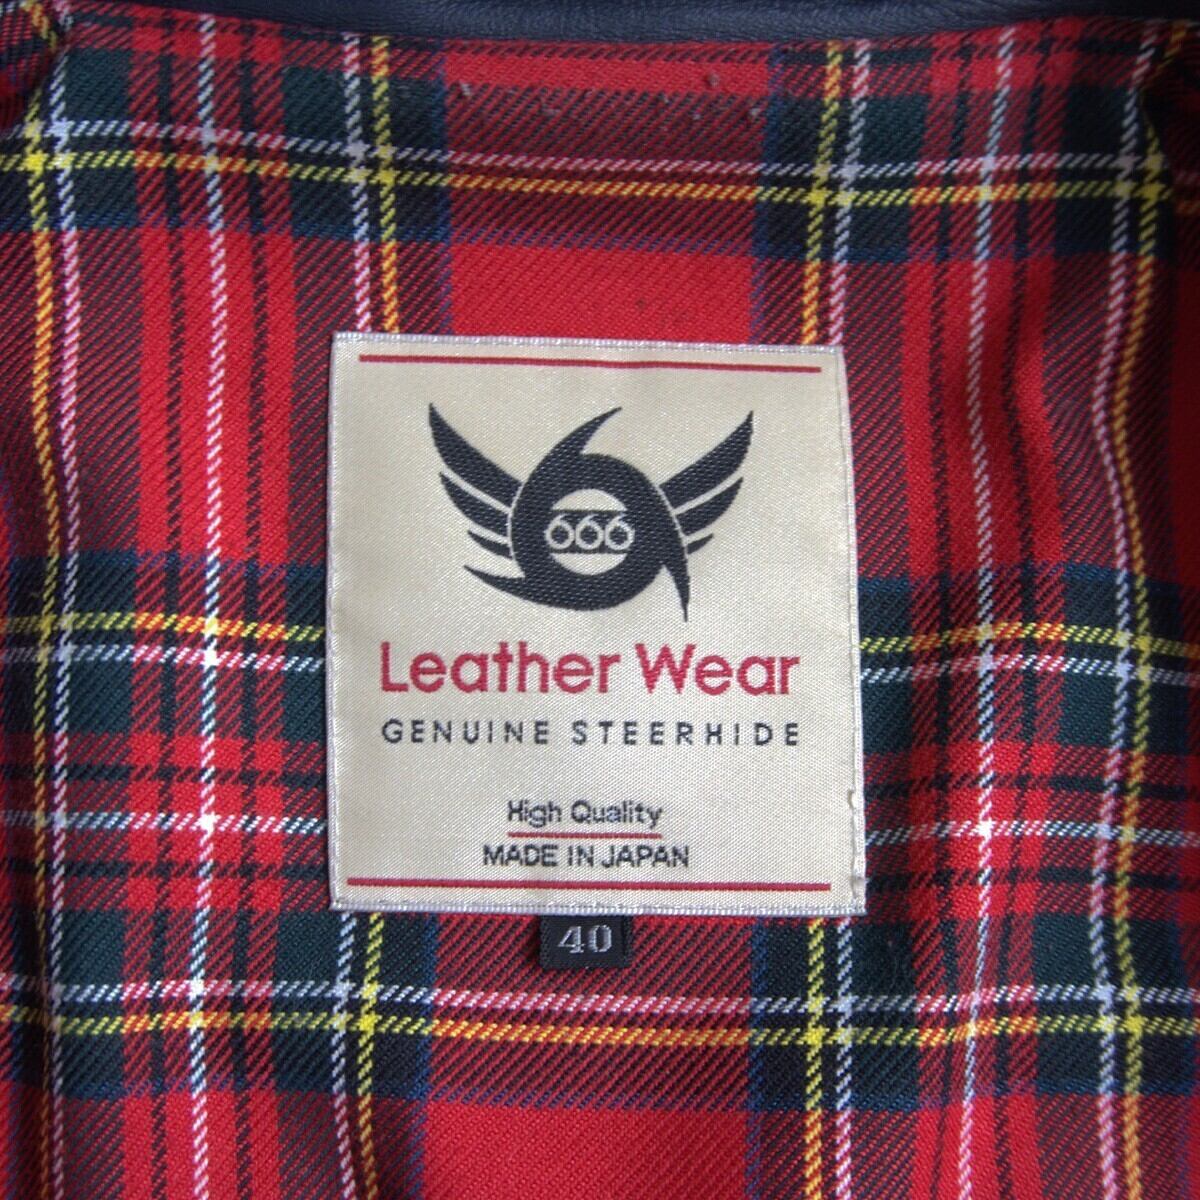 666
Leather Wear
GENUINE STEERHIDE
High Quality
MADE IN JAPAN
40